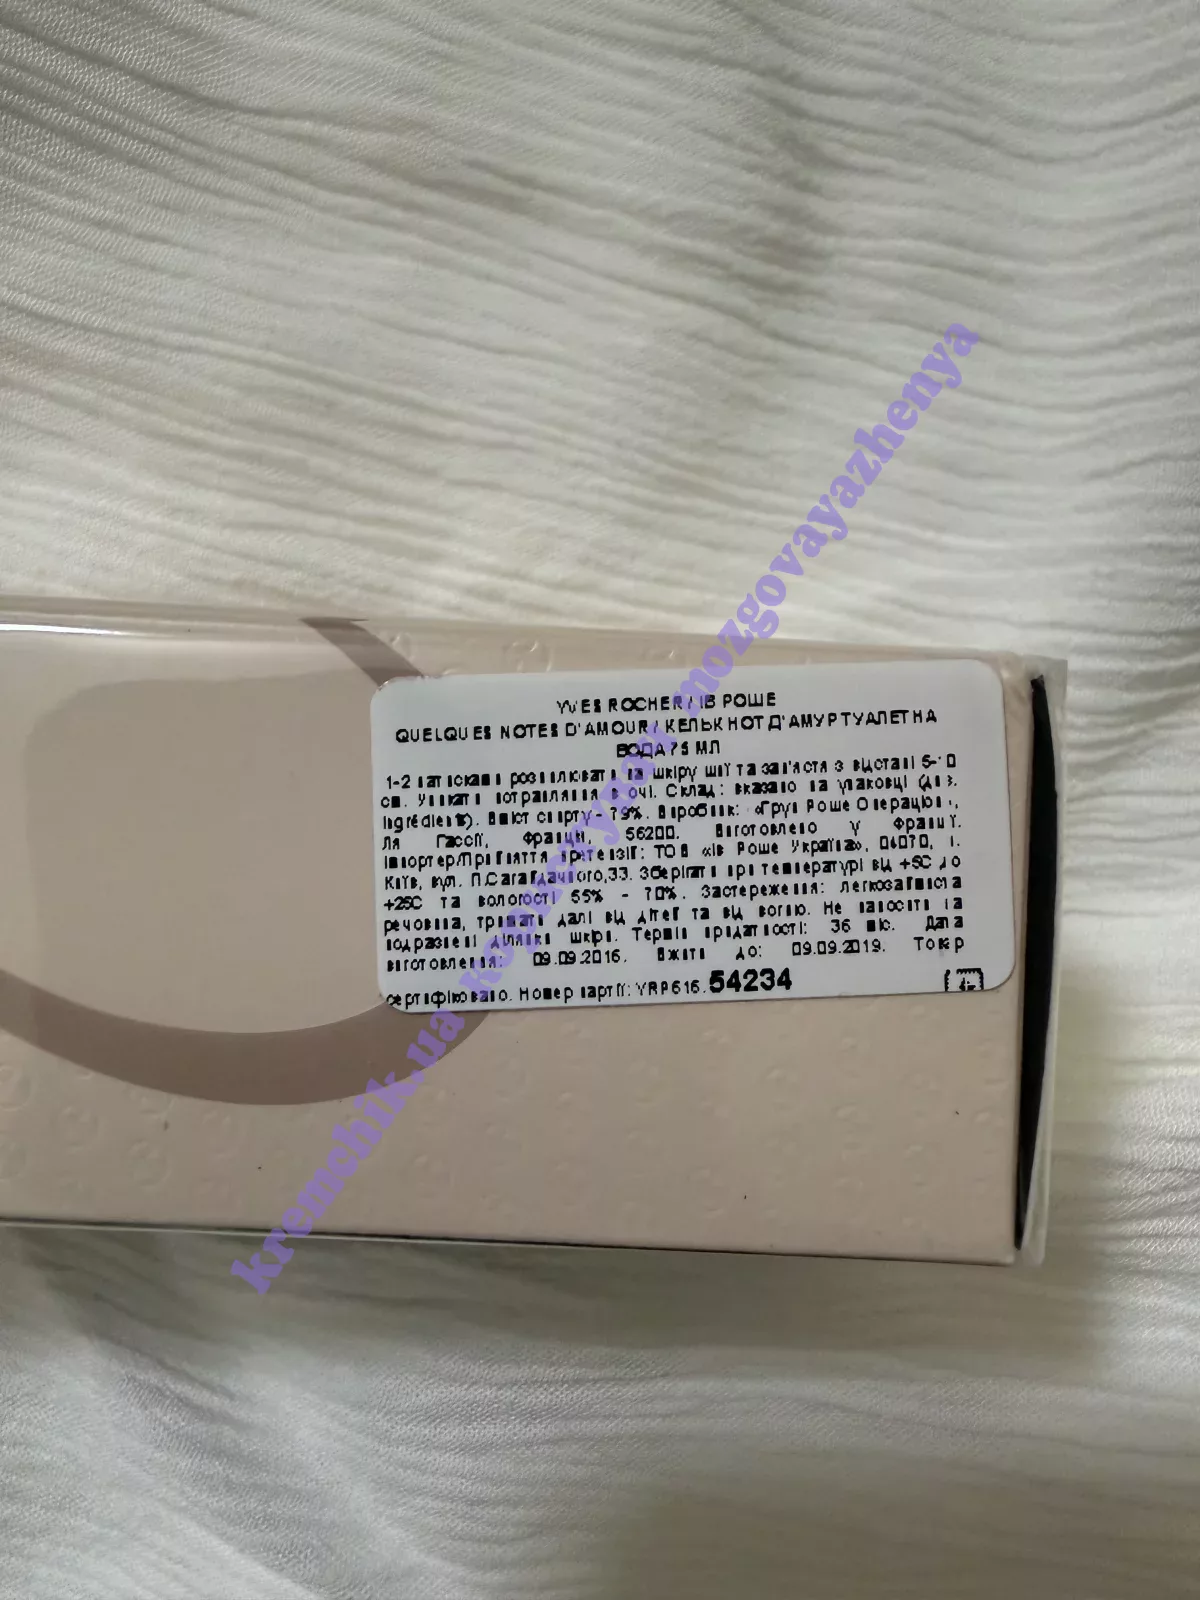 YVES ROCHER / ІВ РОШЕ
QUELQUES NOTES D'AMOUR / КЕЛЬК НОТ Д'АМУР ТУАЛЕТНА
ВОДА 75 МЛ
1-2 натисками розпилювати на шкіру шиї та зап'ястя з відстані 5-10
см. Уникати потрапляння в очі. Склад: вказано на упаковці (див.
Ingrédients). Вміст спирту - 79%. Виробник: «Груп Роше Операціон»,
Ля Гассії, Франція, 56200. Виготовлено у Франції.
Імпортер/Прийняття претензій: ТОВ «Ів Роше Україна», 04070, м.
Київ, вул. П.Сагайдачного,33. Зберігати при температурі від +5C до
+25C та вологості 55% - 70%. Застереження: легкозаймиста
речовина, тримати далі від дітей та від вогню. Не наносити на
подразнені ділянки шкіри. Термін придатності: 36 міс. Дата
виготовлення: 09.09.2016. Вжити до: 09.09.2019. Товар
сертифіковано. Номер партії: YRP616.54234
kremchik.ua користувач mozgovayazhenya